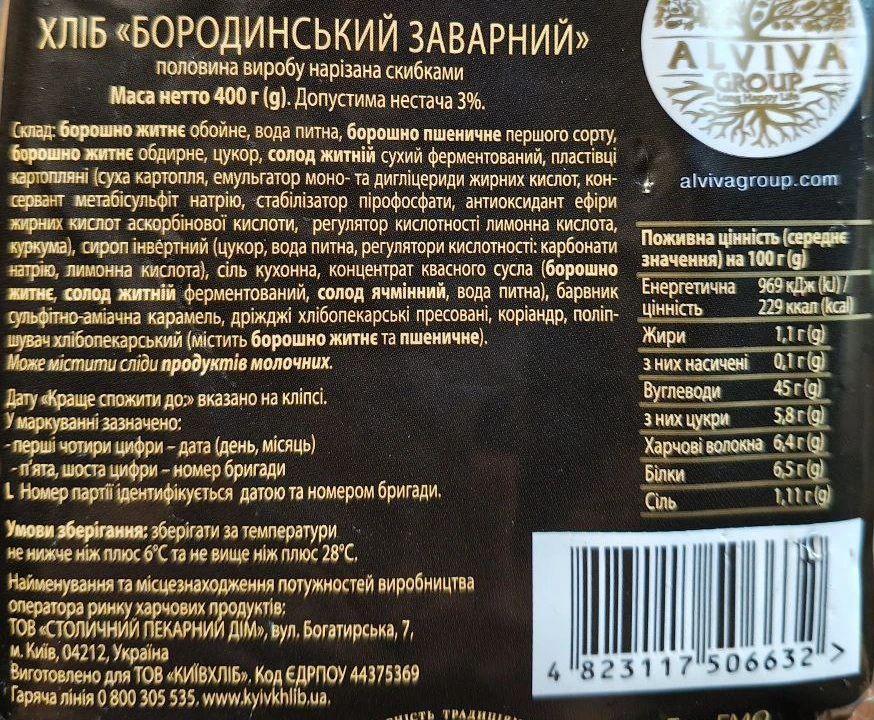 ХЛІБ «БОРОДИНСЬКИЙ ЗАВАРНИЙ»
половина виробу нарізана скибками
Маса нетто 400 г (g). Допустима нестача 3%.
Склад: борошно житнє обойне, вода питна, борошно пшеничне першого сорту,
борошно житнє обдирне, цукор, солод житній сухий ферментований, пластівці
картопляні (суха картопля, емульгатор моно- та дигліцериди жирних кислот, кон-
сервант метабісульфіт натрію, стабілізатор пірофосфати, антиоксидант ефіри
жирних кислот аскорбінової кислоти, регулятор кислотності лимонна кислота,
куркума), сироп інвертний (цукор, вода питна, регулятори кислотності: карбонати
натрію, лимонна кислота), сіль кухонна, концентрат квасного сусла (борошно
житнє, солод житній ферментований, солод ячмінний, вода питна), барвник
сульфітно-аміачна карамель, дріжджі хлібопекарські пресовані, коріандр, поліп-
шувач хлібопекарський (містить борошно житнє та пшеничне).
Може містити сліди продуктів молочних.
Дату «Краще спожити до:» вказано на кліпсі.
У маркуванні зазначено:
- перші чотири цифри – дата (день, місяць)
- п'ята, шоста цифри – номер бригади
L Номер партії ідентифікується датою та номером бригади.
Умови зберігання: зберігати за температури
не нижче ніж плюс 6°С та не вище ніж плюс 28°С.
Найменування та місцезнаходження потужностей виробництва
оператора ринку харчових продуктів:
ТОВ «СТОЛИЧНИЙ ПЕКАРНИЙ ДІМ», вул. Богатирська, 7,
м. Київ, 04212, Україна
Виготовлено для ТОВ «КИЇВХЛІБ», Код ЄДРПОУ 44375369
Гаряча лінія 0 800 305 535, www.kyivkhlib.ua.
ALVIVA
GROUP
Long Happy Life
alvivagroup.com
Поживна цінність (середнє
значення) на 100 г (g)
Енергетична 969 кДж (kJ) /
цінність 229 ккал (kcal)
Жири 1,1 г (g)
з них насичені 0,1 г (g)
Вуглеводи 45 г (g)
з них цукри 5,8 г (g)
Харчові волокна 6,4 г (g)
Білки 6,5 г (g)
Сіль 1,11 г (g)
4 823117 506632 >
ТРАДИЦІЙ
ГМО